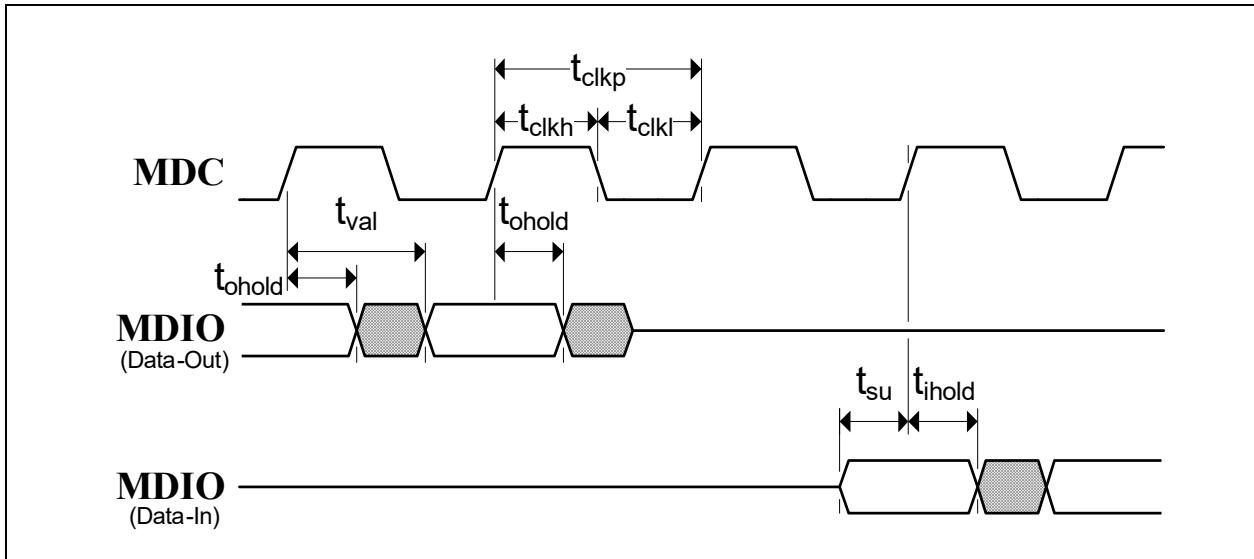 tclkp
tclkh tclkl
MDC
tval tohold
tohold
MDIO
(Data-Out)
tsu tihold
MDIO
(Data-In)